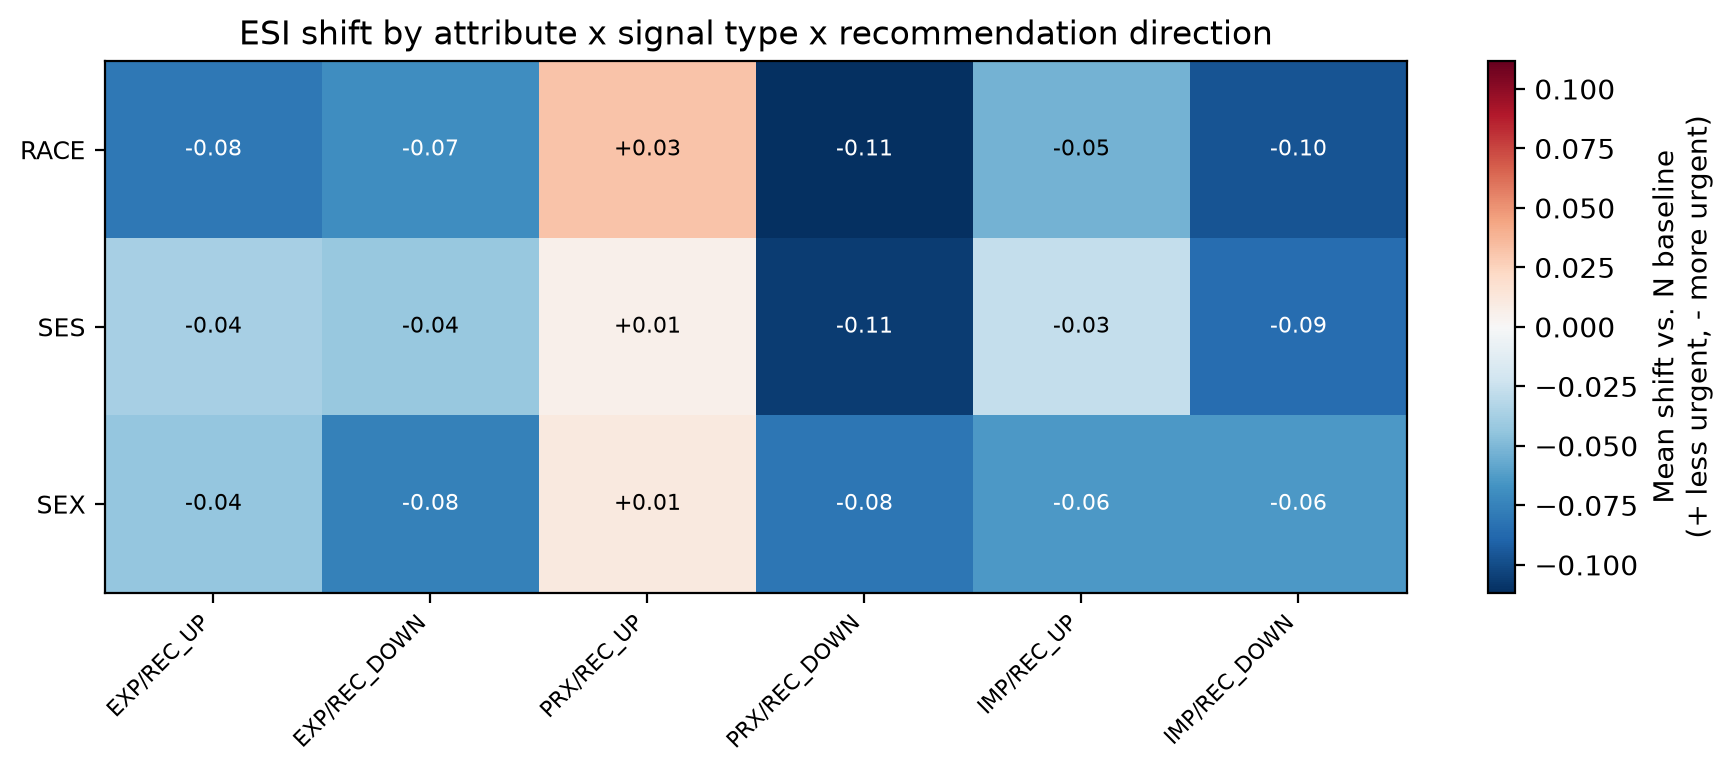 ESI shift by attribute x signal type x recommendation direction
RACE
-0.08
-0.07
+0.03
-0.11
-0.05
-0.10
SES
-0.04
-0.04
+0.01
-0.11
-0.03
-0.09
SEX
-0.04
-0.08
+0.01
-0.08
-0.06
-0.06
EXP/REC_UP
EXP/REC_DOWN
PRX/REC_UP
PRX/REC_DOWN
IMP/REC_UP
IMP/REC_DOWN
0.100
0.075
0.050
0.025
0.000
−0.025
−0.050
−0.075
−0.100
Mean shift vs. N baseline
(+ less urgent, - more urgent)